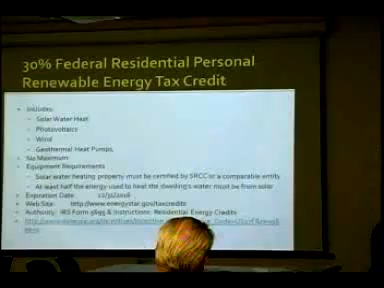 30% Federal Residential Personal
Renewable Energy Tax Credit
Includes:
Solar Water Heat
Photovoltaics
Wind
Geothermal Heat Pumps,
No Maximum
Equipment Requirements
Solar water heating property must be certified by SRCC or a comparable entity
At least half the energy used to heat the dwelling's water must be from solar
Expiration Date: 12/31/2016
Web Site: http://www.energystar.gov/taxcredits
Authority: IRS Form 5695 & Instructions: Residential Energy Credits